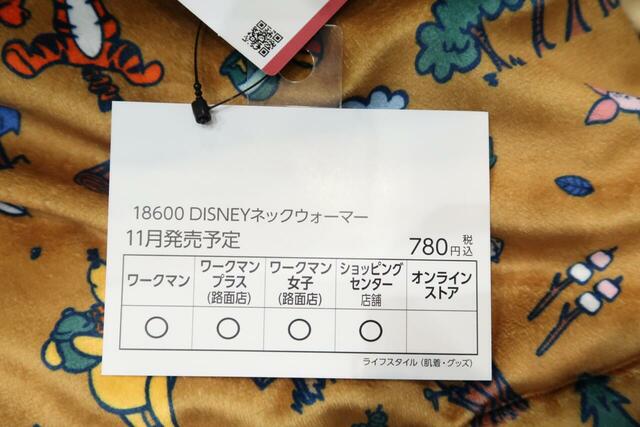 18600 DISNEYネックウォーマー
11月発売予定
780円 税込
ワークマン
ワークマンプラス
(路面店)
ワークマン女子
(路面店)
ショッピングセンター
店舗
オンラインストア
○ ○ ○ ○
ライフスタイル (肌着・グッズ)